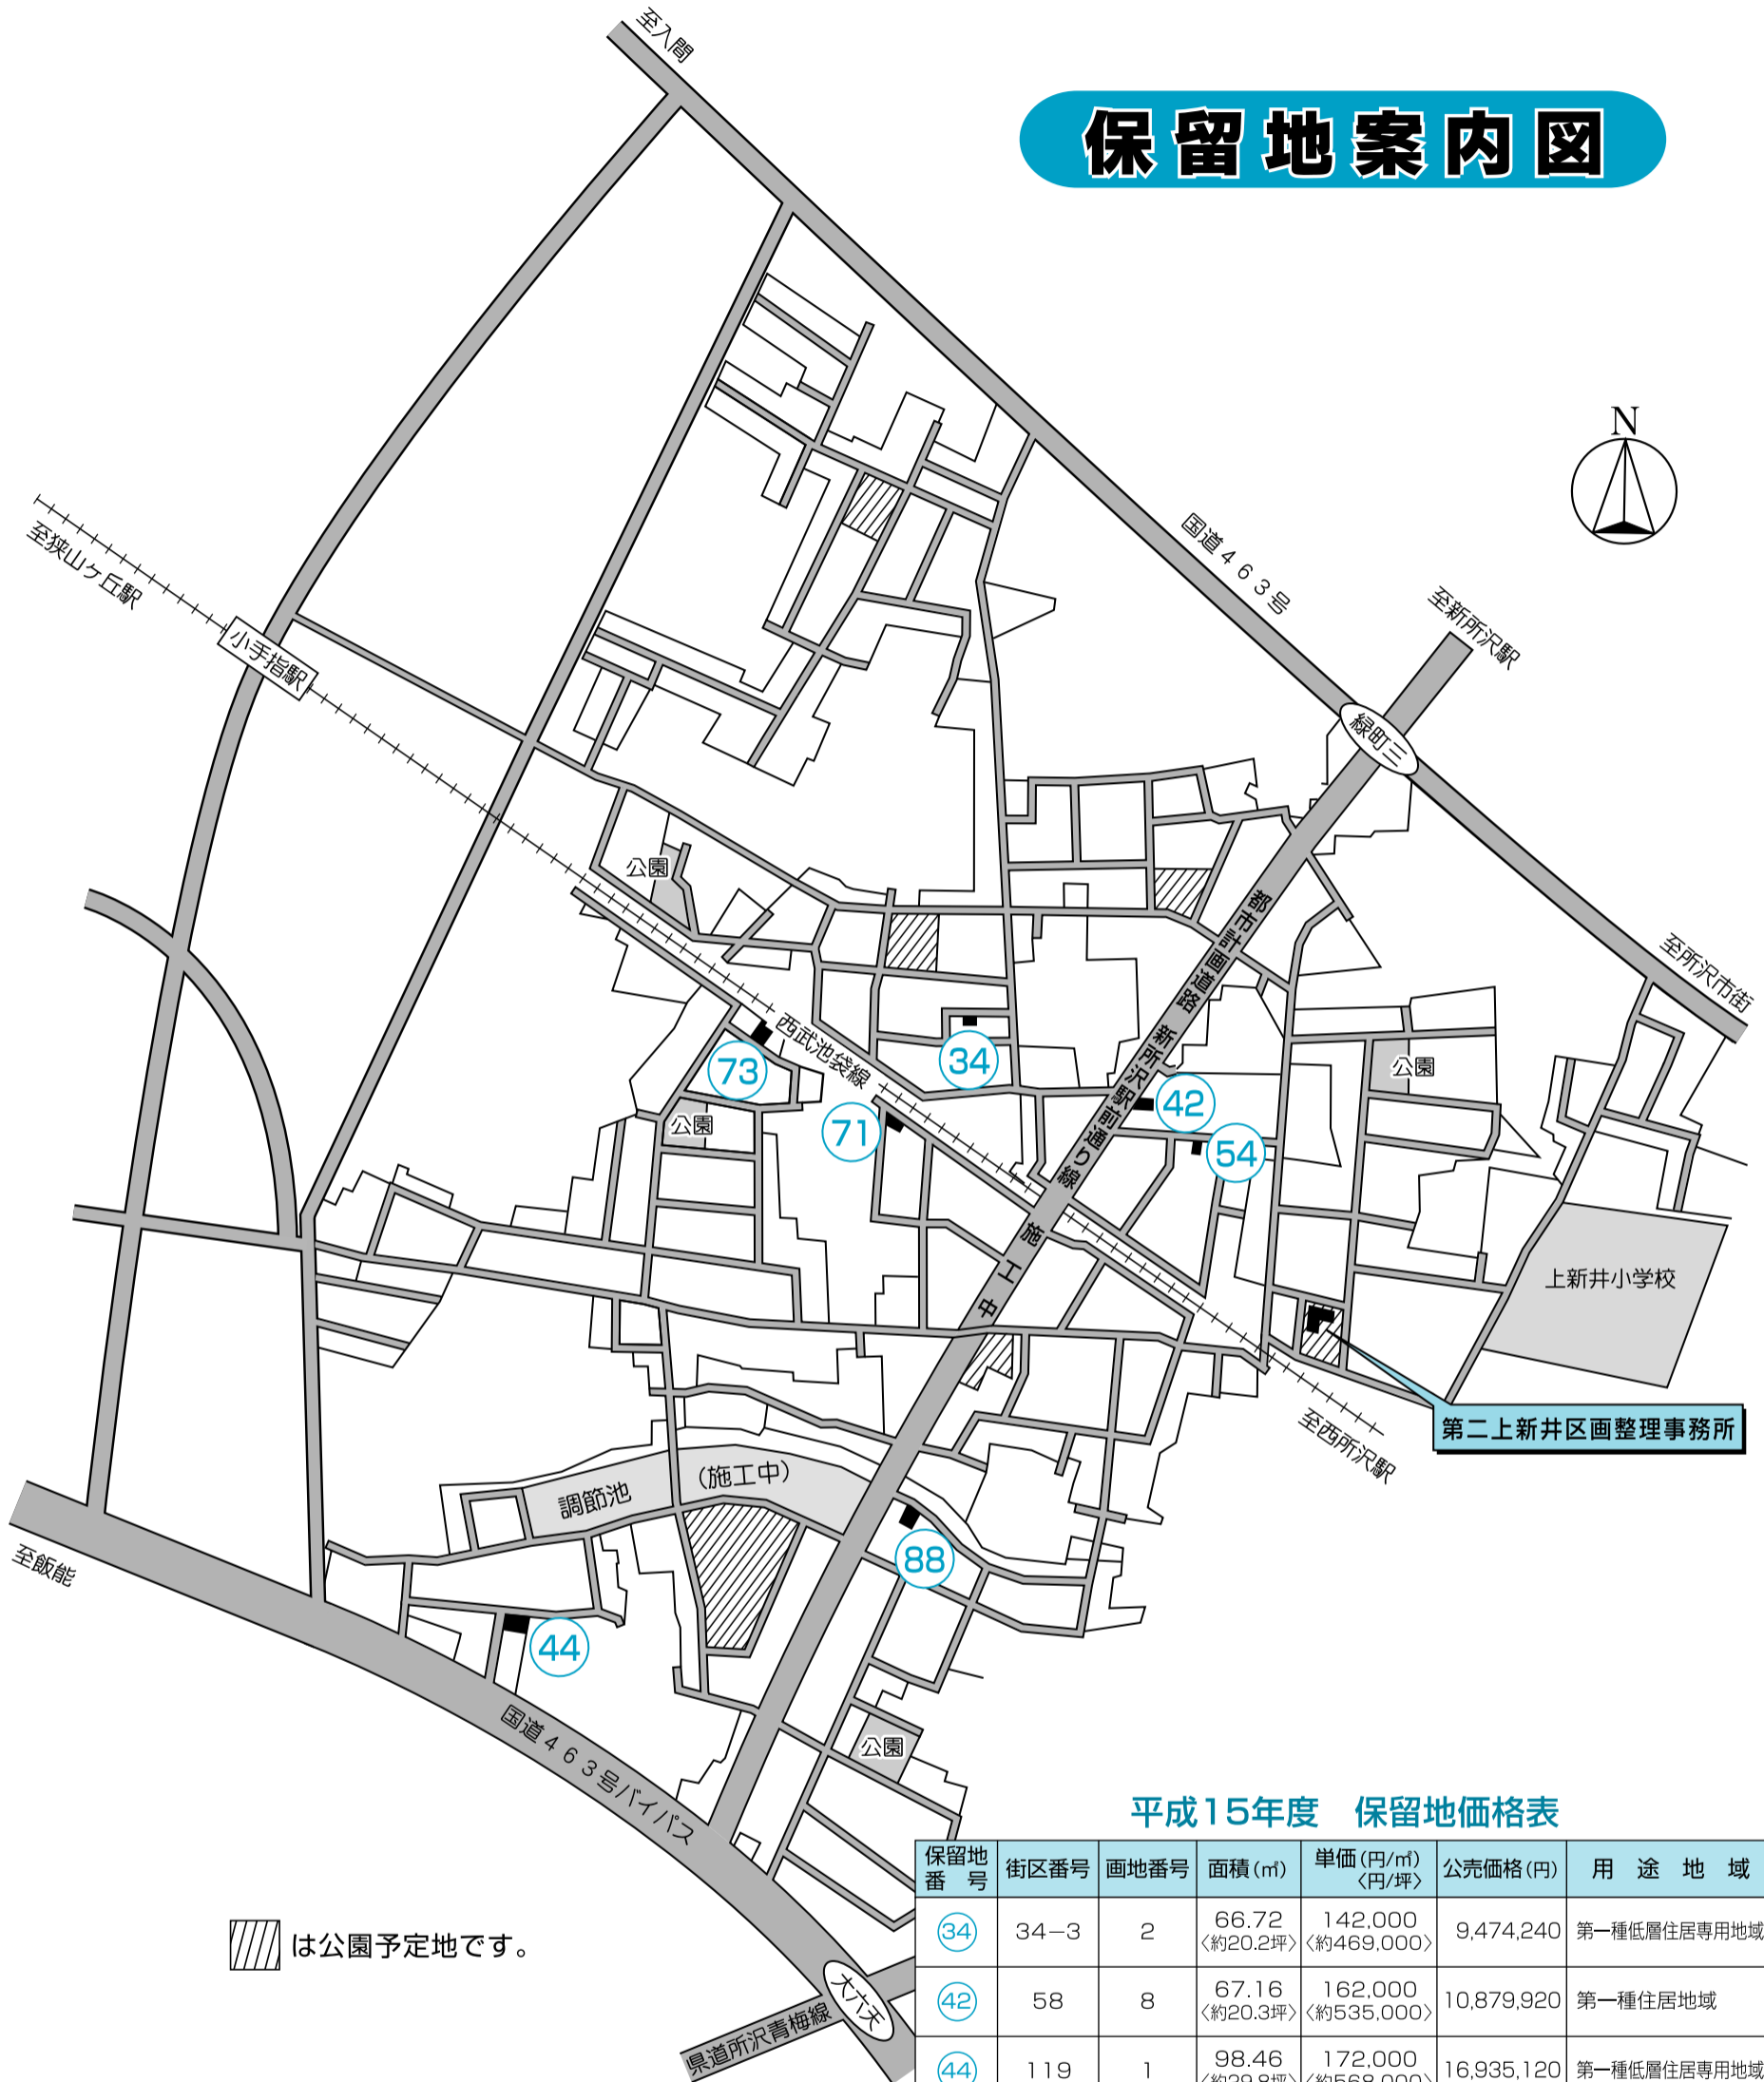 保留地案内図
至入間
N
国道463号
至新所沢駅
至狭山ヶ丘駅
小手指駅
緑町三
公園
都市計画道路 新所沢駅前通り線
施工中
至所沢市街
西武池袋線
34
73
42
公園
71
公園
54
上新井小学校
第二上新井区画整理事務所
至西所沢駅
調節池
(施工中)
88
至飯能
44
国道463号バイパス
公園
は公園予定地です。
大六天
県道所沢青梅線
平成15年度 保留地価格表
保留地番号 街区番号 画地番号 面積(㎡) 単価(円/㎡)〈円/坪〉 公売価格(円) 用途地域
34 34−3 2 66.72 142,000 9,474,240 第一種低層住居専用地域
〈約20.2坪〉 〈約469,000〉
42 58 8 67.16 162,000 10,879,920 第一種住居地域
〈約20.3坪〉 〈約535,000〉
44 119 1 98.46 172,000 16,935,120 第一種低層住居専用地域
〈約29.8坪〉 〈約568,000〉